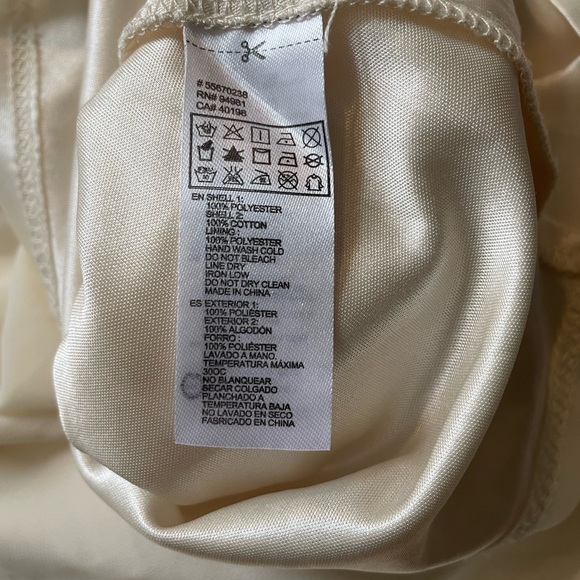 # 55670238
RN# 94981
CA# 40198
EN SHELL 1:
100% POLYESTER
SHELL 2:
100% COTTON
LINING :
100% POLYESTER
HAND WASH COLD
DO NOT BLEACH
LINE DRY
IRON LOW
DO NOT DRY CLEAN
MADE IN CHINA
ES EXTERIOR 1:
100% POLIÉSTER
EXTERIOR 2:
100% ALGODÓN
FORRO :
100% POLIÉSTER
LAVADO A MANO.
TEMPERATURA MÁXIMA
30OC
NO BLANQUEAR
SECAR COLGADO
PLANCHADO A
TEMPERATURA BAJA
NO LAVADO EN SECO
FABRICADO EN CHINA